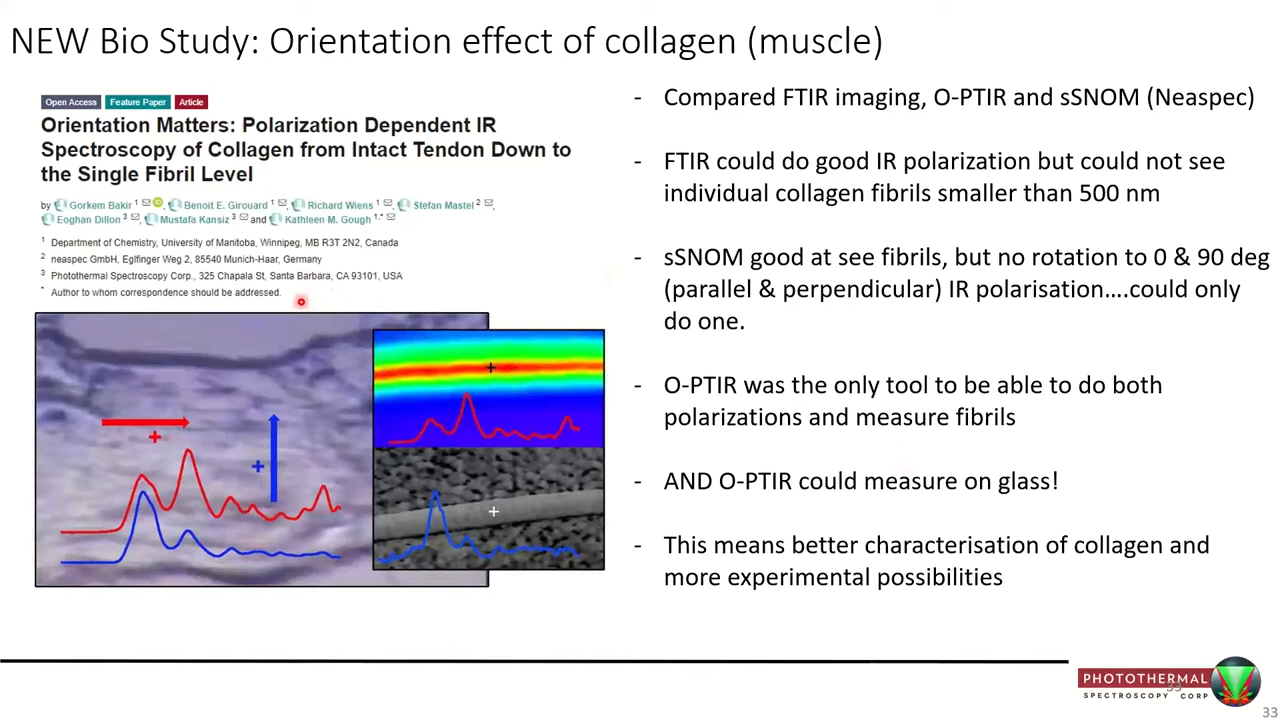 NEW Bio Study: Orientation effect of collagen (muscle)
Open Access Feature Paper Article
Orientation Matters: Polarization Dependent IR
Spectroscopy of Collagen from Intact Tendon Down to
the Single Fibril Level
by Gorkem Bakir 1, Benoit E. Girouard 1, Richard Wiens 1, Stefan Mastel 2,
Eoghan Dillon 3, Mustafa Kansiz 3 and Kathleen M. Gough 1,*
1 Department of Chemistry, University of Manitoba, Winnipeg, MB R3T 2N2, Canada
2 neaspec GmbH, Eglfinger Weg 2, 85540 Munich-Haar, Germany
3 Photothermal Spectroscopy Corp., 325 Chapala St, Santa Barbara, CA 93101, USA
* Author to whom correspondence should be addressed.
- Compared FTIR imaging, O-PTIR and sSNOM (Neaspec)
- FTIR could do good IR polarization but could not see
individual collagen fibrils smaller than 500 nm
- sSNOM good at see fibrils, but no rotation to 0 & 90 deg
(parallel & perpendicular) IR polarisation....could only
do one.
- O-PTIR was the only tool to be able to do both
polarizations and measure fibrils
- AND O-PTIR could measure on glass!
- This means better characterisation of collagen and
more experimental possibilities
PHOTOTHERMAL
SPECTROSCOPY CORP
33
33